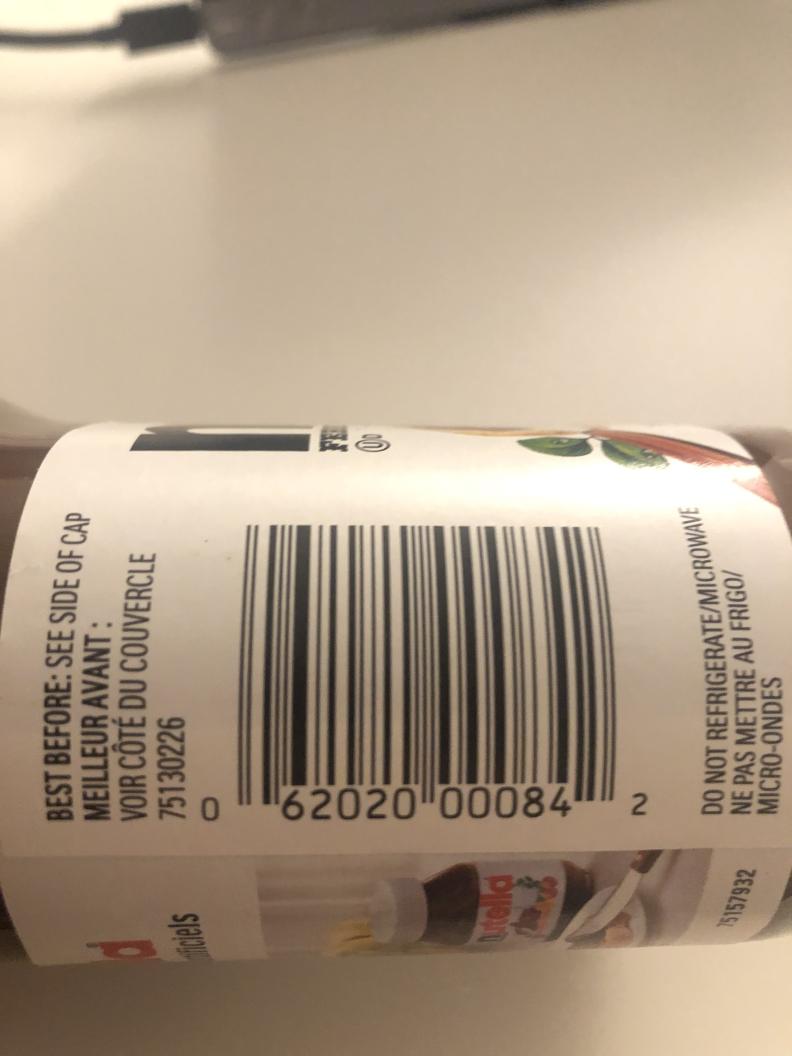 BEST BEFORE: SEE SIDE OF CAP
MEILLEUR AVANT :
VOIR CÔTÉ DU COUVERCLE
75130226
n
FE
U D
0 62020 00084 2
DO NOT REFRIGERATE/MICROWAVE
NE PAS METTRE AU FRIGO/
MICRO-ONDES
a
nutella
75157932